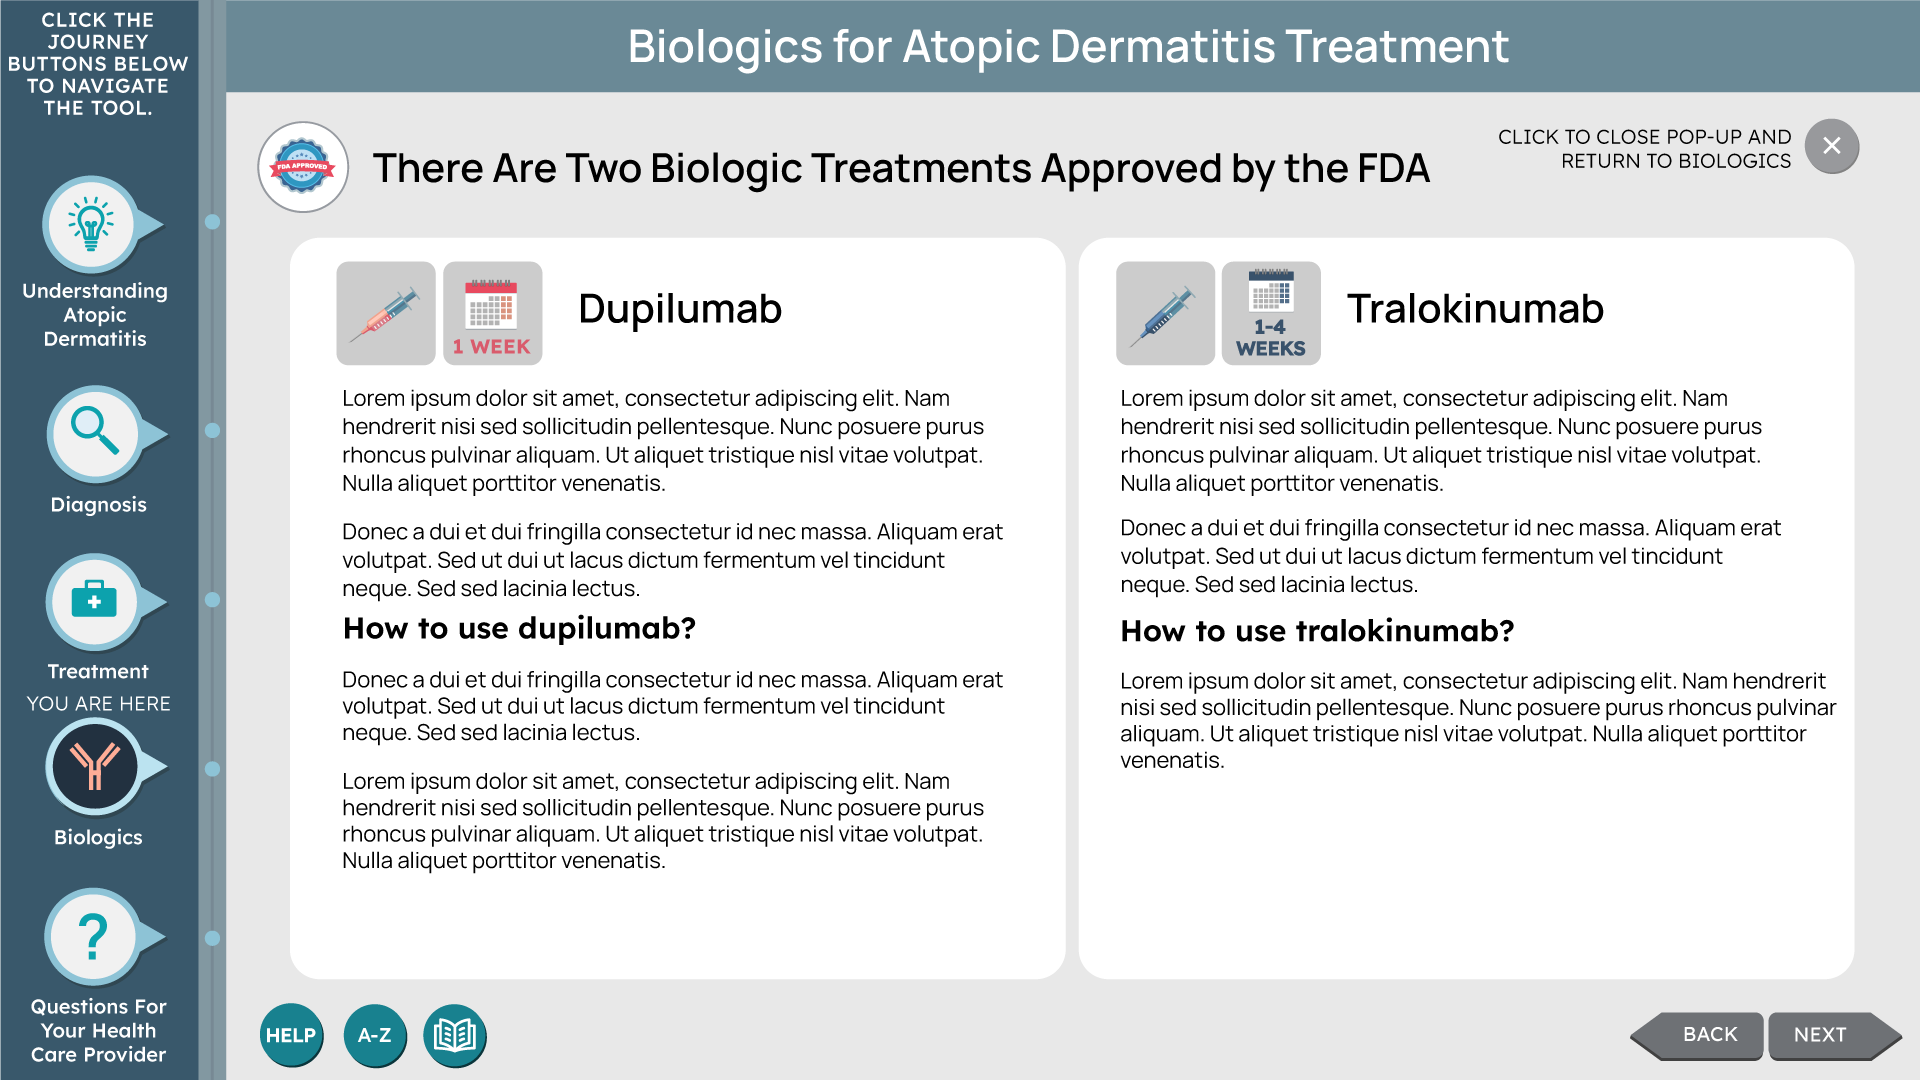 CLICK THE
JOURNEY
BUTTONS BELOW
TO NAVIGATE
THE TOOL.
Understanding
Atopic
Dermatitis
Diagnosis
Treatment
YOU ARE HERE
Biologics
?
Questions For
Your Health
Care Provider
Biologics for Atopic Dermatitis Treatment
FDA APPROVED
There Are Two Biologic Treatments Approved by the FDA
CLICK TO CLOSE POP-UP AND
RETURN TO BIOLOGICS
1 WEEK
Dupilumab
Lorem ipsum dolor sit amet, consectetur adipiscing elit. Nam
hendrerit nisi sed sollicitudin pellentesque. Nunc posuere purus
rhoncus pulvinar aliquam. Ut aliquet tristique nisl vitae volutpat.
Nulla aliquet porttitor venenatis.
Donec a dui et dui fringilla consectetur id nec massa. Aliquam erat
volutpat. Sed ut dui ut lacus dictum fermentum vel tincidunt
neque. Sed sed lacinia lectus.
How to use dupilumab?
Donec a dui et dui fringilla consectetur id nec massa. Aliquam erat
volutpat. Sed ut dui ut lacus dictum fermentum vel tincidunt
neque. Sed sed lacinia lectus.
Lorem ipsum dolor sit amet, consectetur adipiscing elit. Nam
hendrerit nisi sed sollicitudin pellentesque. Nunc posuere purus
rhoncus pulvinar aliquam. Ut aliquet tristique nisl vitae volutpat.
Nulla aliquet porttitor venenatis.
1-4
WEEKS
Tralokinumab
Lorem ipsum dolor sit amet, consectetur adipiscing elit. Nam
hendrerit nisi sed sollicitudin pellentesque. Nunc posuere purus
rhoncus pulvinar aliquam. Ut aliquet tristique nisl vitae volutpat.
Nulla aliquet porttitor venenatis.
Donec a dui et dui fringilla consectetur id nec massa. Aliquam erat
volutpat. Sed ut dui ut lacus dictum fermentum vel tincidunt
neque. Sed sed lacinia lectus.
How to use tralokinumab?
Lorem ipsum dolor sit amet, consectetur adipiscing elit. Nam hendrerit
nisi sed sollicitudin pellentesque. Nunc posuere purus rhoncus pulvinar
aliquam. Ut aliquet tristique nisl vitae volutpat. Nulla aliquet porttitor
venenatis.
HELP
A-Z
BACK
NEXT